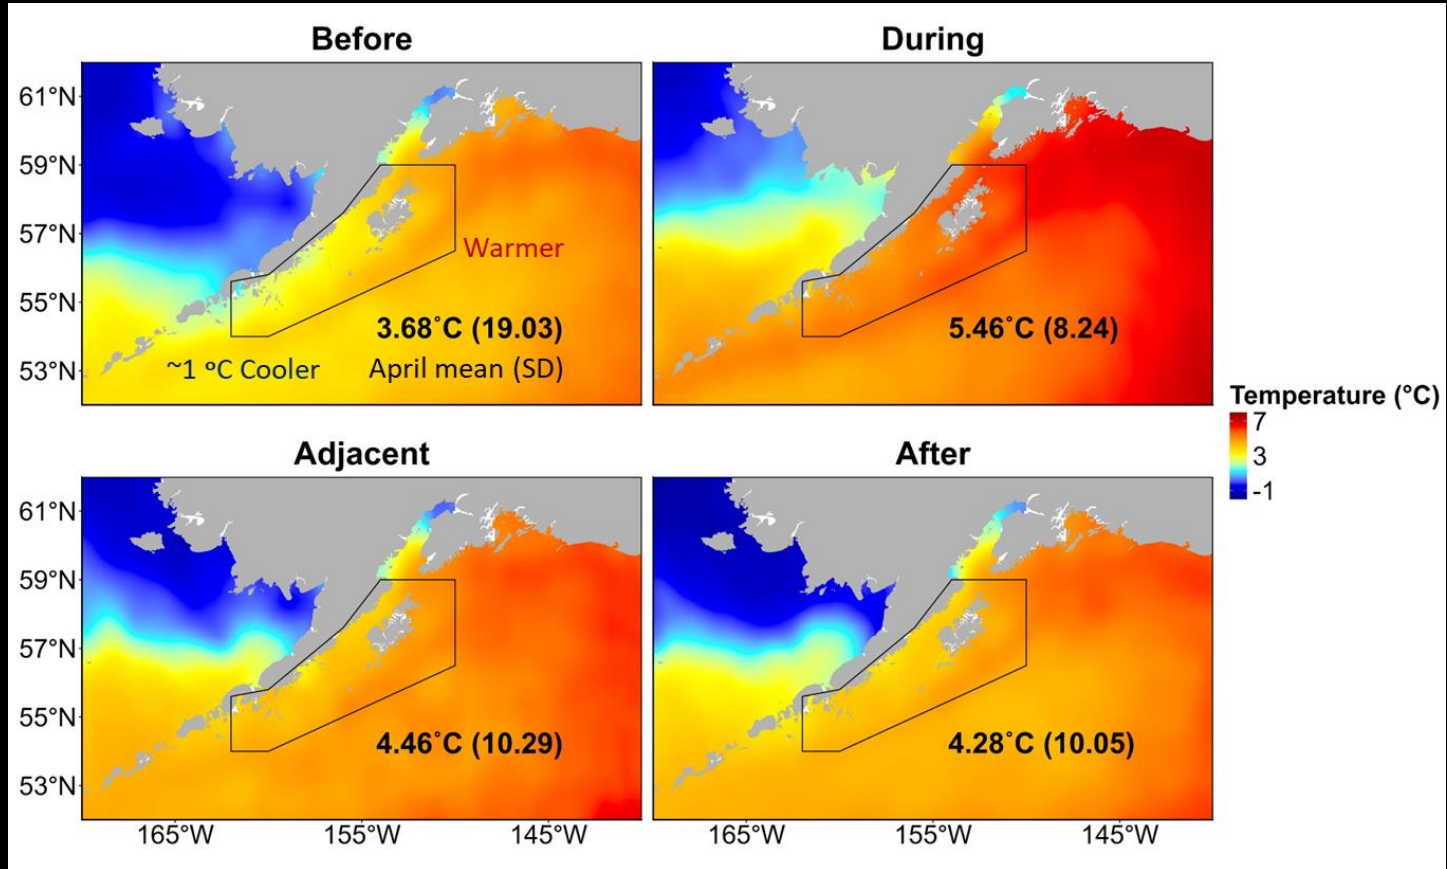 Before
During
61°N
59°N
57°N
55°N
53°N
Warmer
3.68°C (19.03)
~1 ºC Cooler
April mean (SD)
5.46°C (8.24)
Temperature (°C)
7
3
-1
Adjacent
After
61°N
59°N
57°N
55°N
53°N
4.46°C (10.29)
4.28°C (10.05)
165°W
155°W
145°W
165°W
155°W
145°W